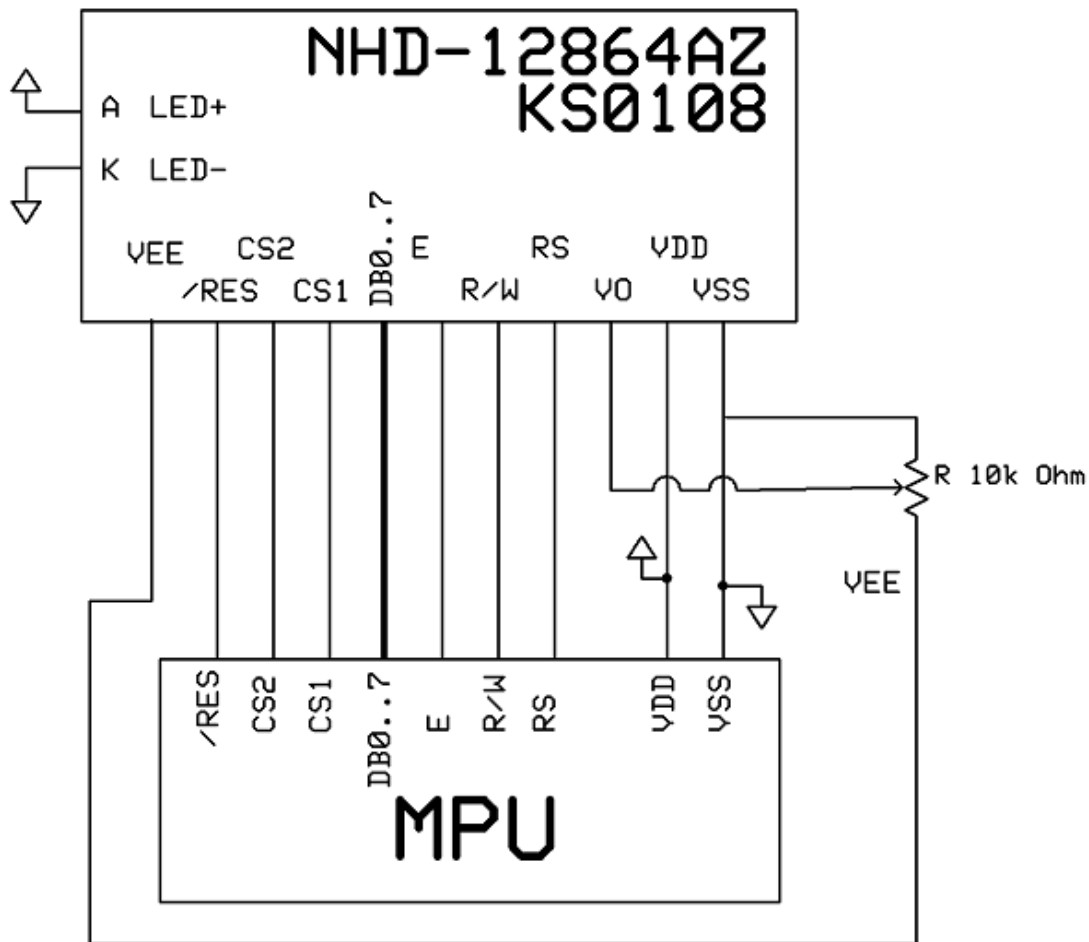 NHD-12864AZ
KS0108
A LED+
K LED-
VEE
/RES
CS2
CS1
DB0..7
E
R/W
RS
VO
VDD
VSS
R 10k Ohm
VEE
/RES
CS2
CS1
DB0..7
E
R/W
RS
VDD
VSS
MPU